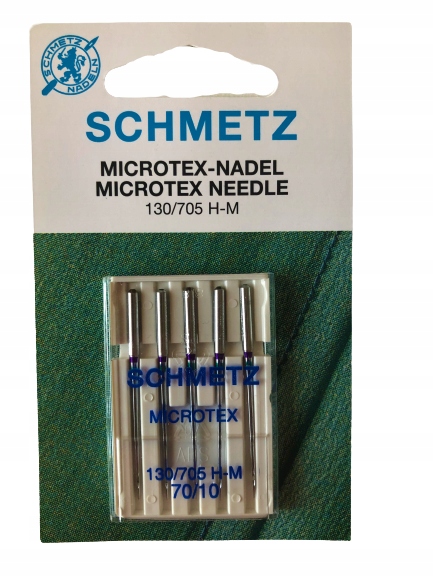 SCHMETZ
NADELN
SCHMETZ
MICROTEX-NADEL
MICROTEX NEEDLE
130/705 H-M
SCHMETZ
MICROTEX
130/705 H-M
70/10